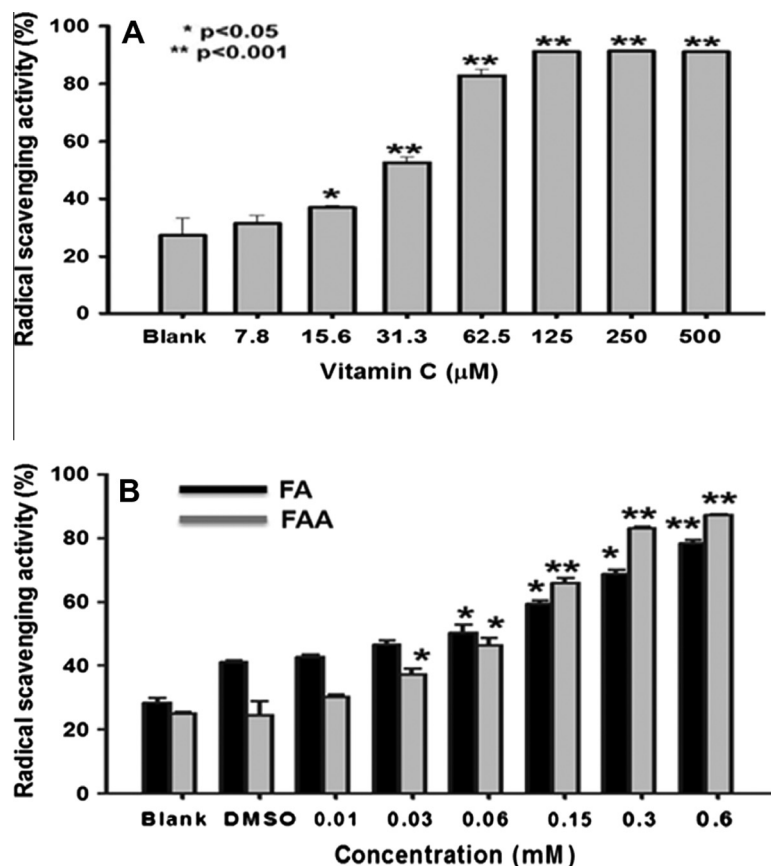 A
* p<0.05
** p<0.001
Radical scavenging activity (%)
100
80
60
40
20
0
*
**
**
**
**
**
Blank 7.8 15.6 31.3 62.5 125 250 500
Vitamin C (μM)
B
FA
FAA
Radical scavenging activity (%)
100
80
60
40
20
0
*
*
*
*
**
*
**
**
**
Blank DMSO 0.01 0.03 0.06 0.15 0.3 0.6
Concentration (mM)